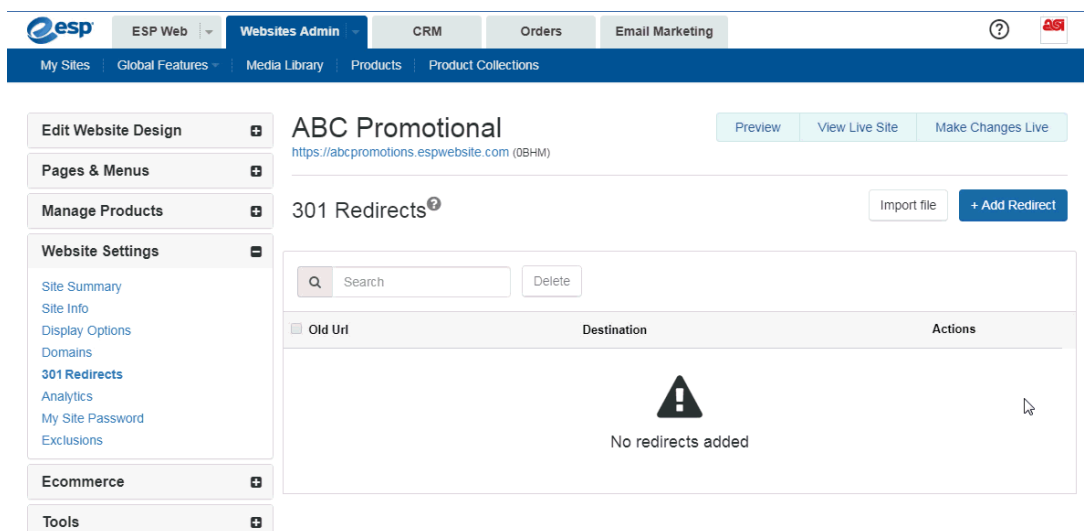 esp ESP Web Websites Admin CRM Orders Email Marketing ? asi
My Sites Global Features Media Library Products Product Collections
Edit Website Design
Pages & Menus
Manage Products
Website Settings
Site Summary
Site Info
Display Options
Domains
301 Redirects
Analytics
My Site Password
Exclusions
Ecommerce
Tools
ABC Promotional
https://abcpromotions.espwebsite.com (0BHM)
Preview View Live Site Make Changes Live
301 Redirects?
Import file + Add Redirect
Search Delete
Old Url Destination Actions
No redirects added